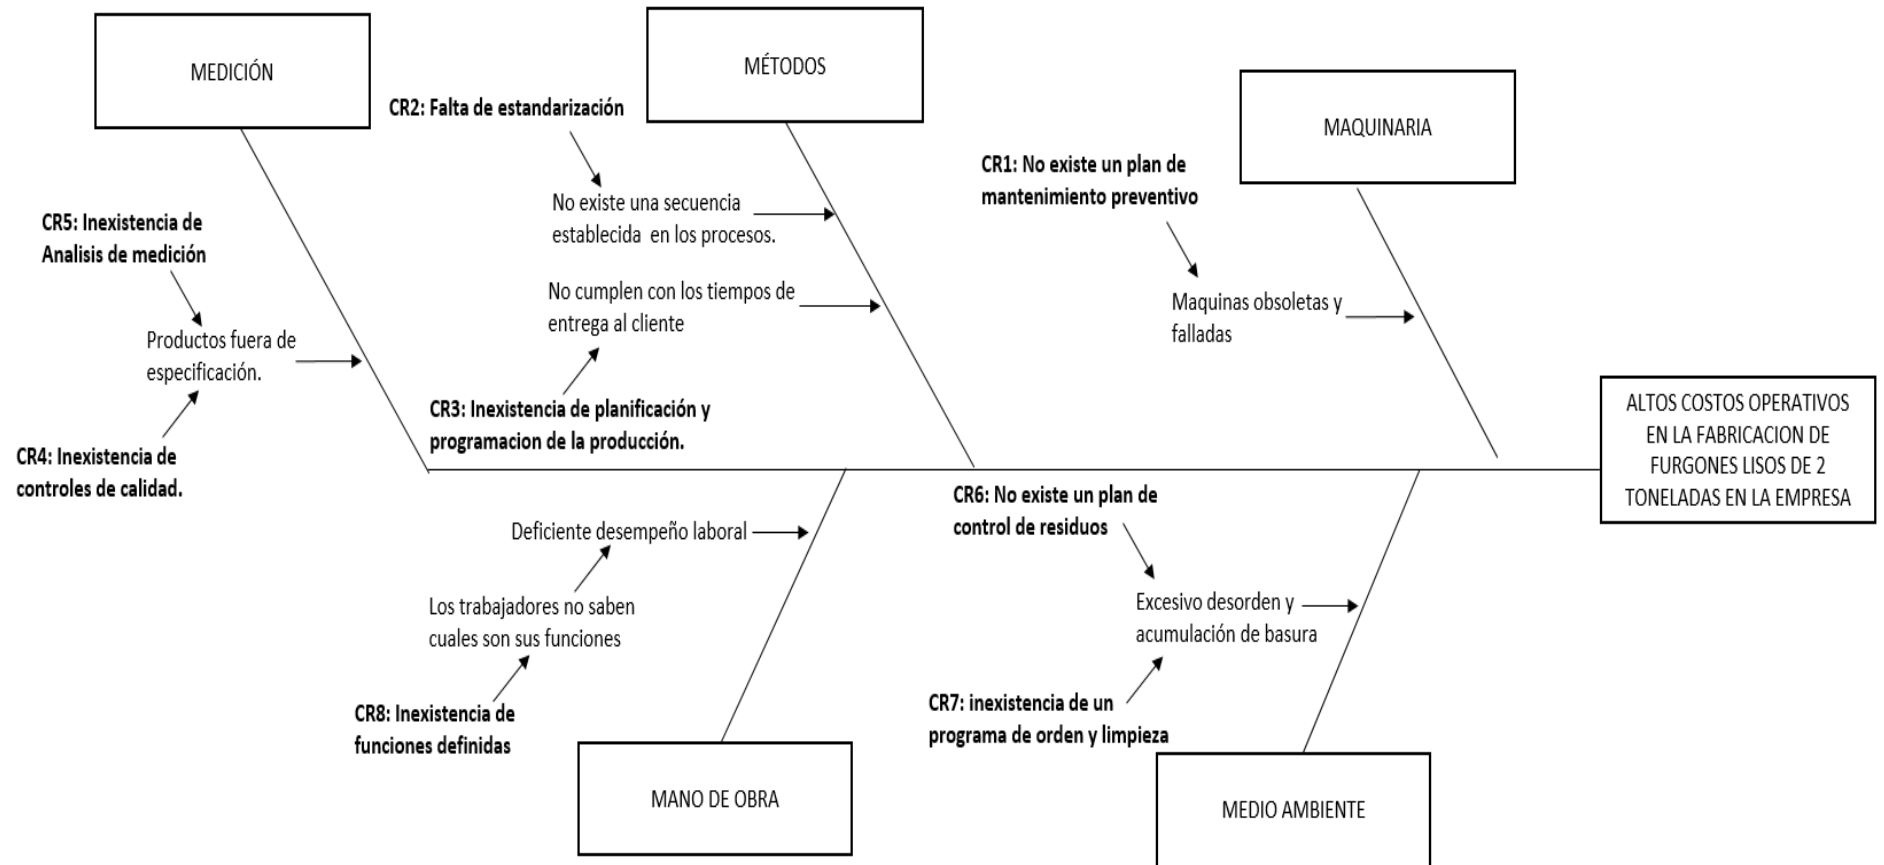 MEDICIÓN
MÉTODOS
MAQUINARIA
CR2: Falta de estandarización
No existe una secuencia
establecida en los procesos.
CR1: No existe un plan de
mantenimiento preventivo
CR5: Inexistencia de
Analisis de medición
No cumplen con los tiempos de
entrega al cliente
Maquinas obsoletas y
falladas
Productos fuera de
especificación.
CR3: Inexistencia de planificación y
programacion de la producción.
CR4: Inexistencia de
controles de calidad.
ALTOS COSTOS OPERATIVOS
EN LA FABRICACION DE
FURGONES LISOS DE 2
TONELADAS EN LA EMPRESA
Deficiente desempeño laboral
CR6: No existe un plan de
control de residuos
Los trabajadores no saben
cuales son sus funciones
Excesivo desorden y
acumulación de basura
CR8: Inexistencia de
funciones definidas
CR7: inexistencia de un
programa de orden y limpieza
MANO DE OBRA
MEDIO AMBIENTE